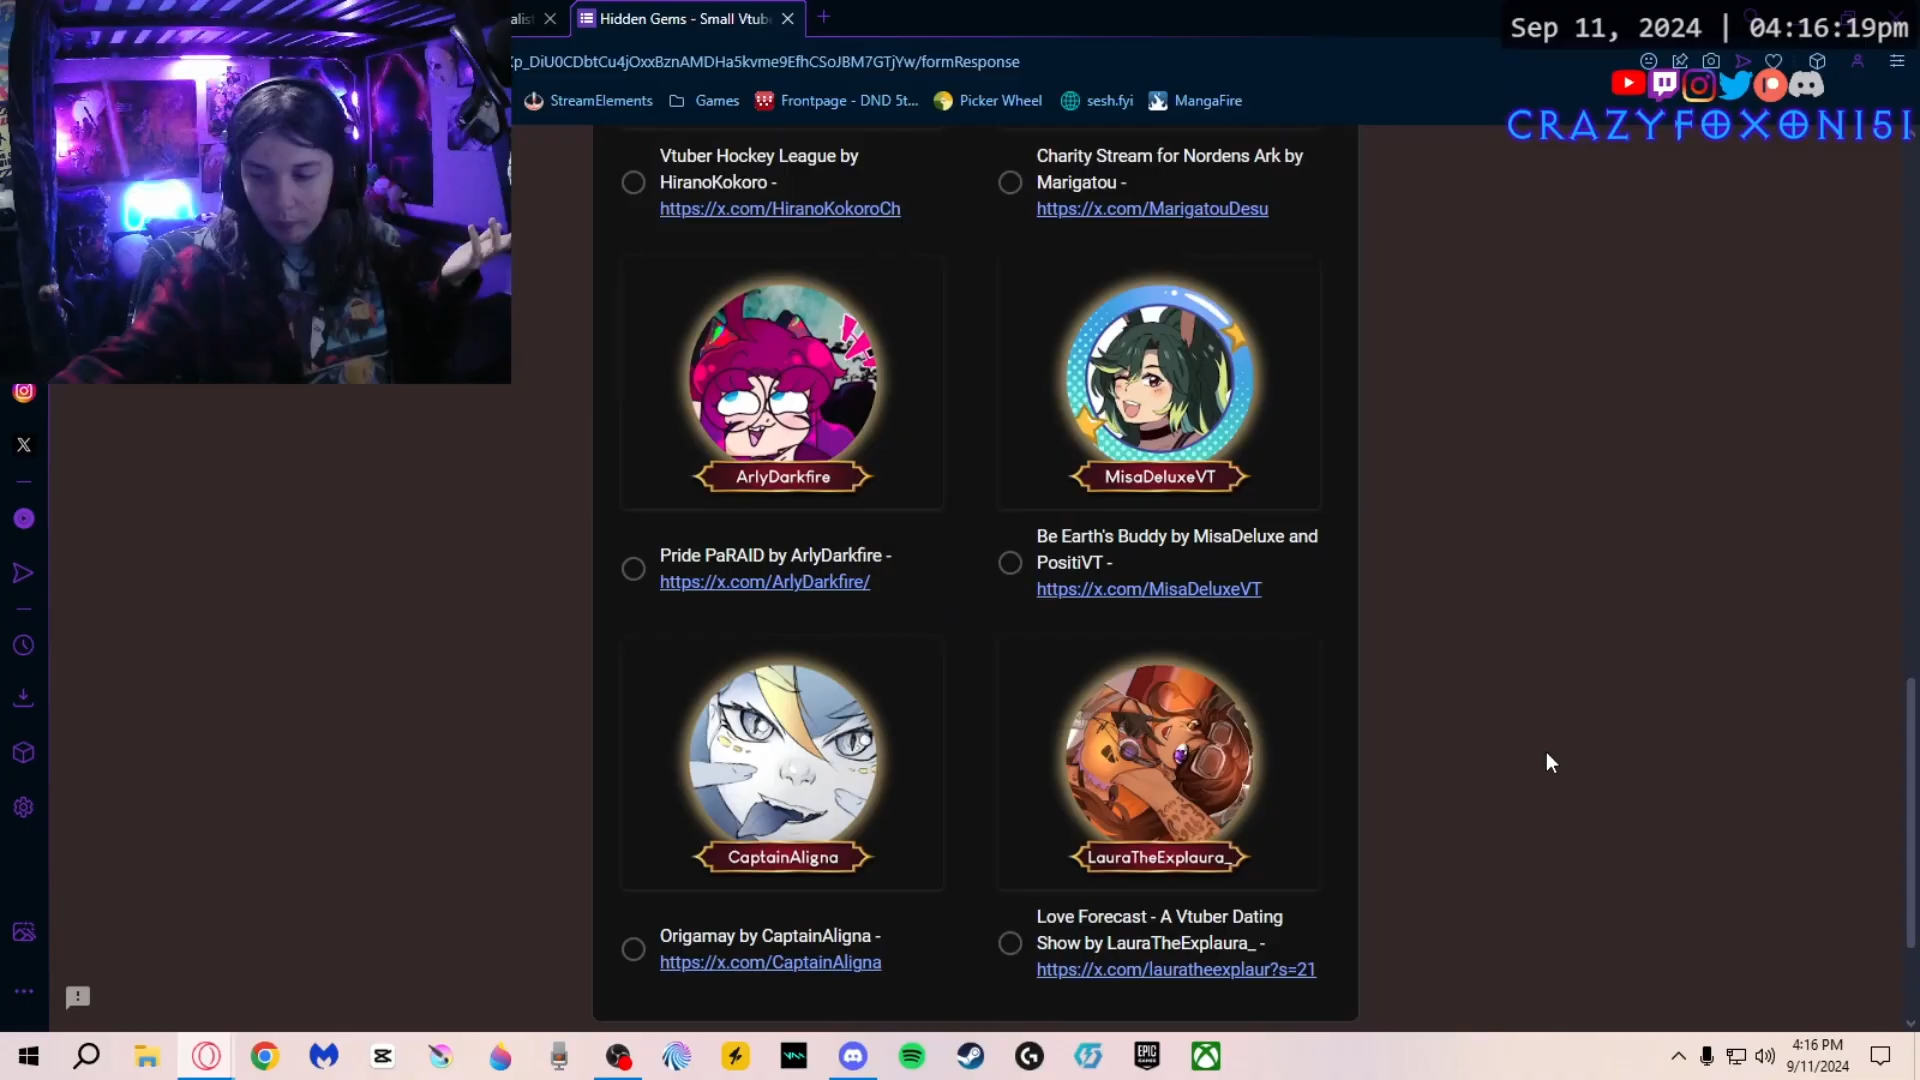 alist
Hidden Gems - Small Vtub
Sep 11, 2024 | 04:16:19pm
p_DiU0CDbtCu4jOxxBznAMDHa5kvme9EfhCSoJBM7GTjYw/formResponse
StreamElements
Games
Frontpage - DND 5t...
Picker Wheel
sesh.fyi
MangaFire
CRAZYFOXONI51
Vtuber Hockey League by
HiranoKokoro -
https://x.com/HiranoKokoroCh
Charity Stream for Nordens Ark by
Marigatou -
https://x.com/MarigatouDesu
ArlyDarkfire
MisaDeluxeVT
Pride PaRAID by ArlyDarkfire -
https://x.com/ArlyDarkfire/
Be Earth's Buddy by MisaDeluxe and
PositiVT -
https://x.com/MisaDeluxeVT
CaptainAligna
LauraTheExplaura_
Origamay by CaptainAligna -
https://x.com/CaptainAligna
Love Forecast - A Vtuber Dating
Show by LauraTheExplaura_ -
https://x.com/lauratheexplaur?s=21
EPIC
GAMES
4:16 PM
9/11/2024